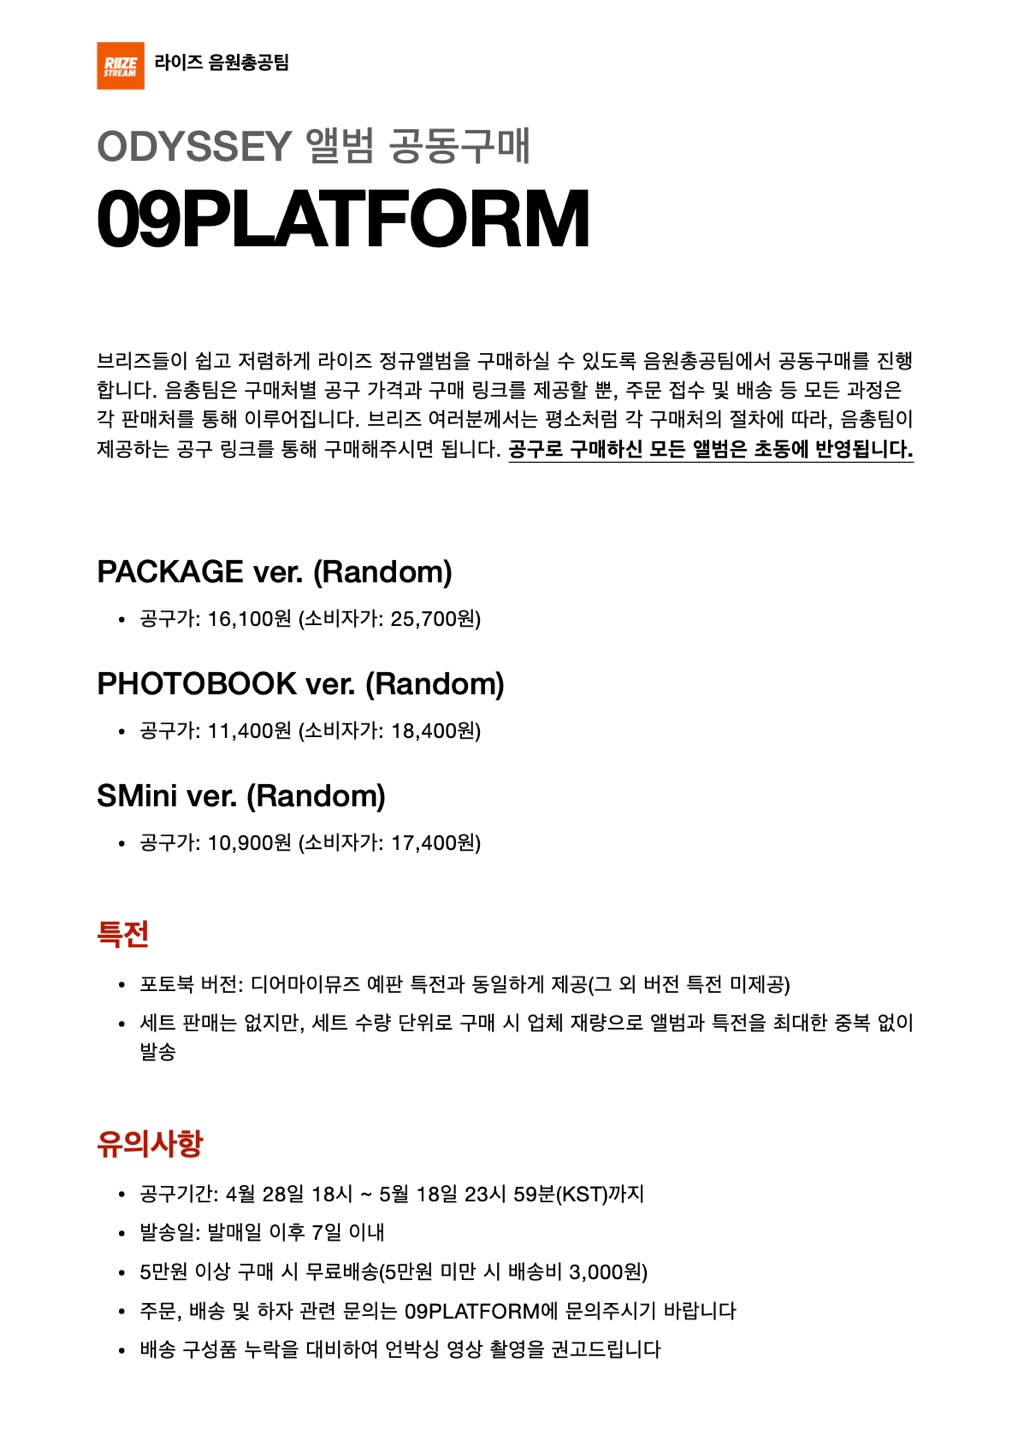 RIIZE
STREAM
라이즈 음원총공팀
ODYSSEY 앨범 공동구매
09PLATFORM
브리즈들이 쉽고 저렴하게 라이즈 정규앨범을 구매하실 수 있도록 음원총공팀에서 공동구매를 진행
합니다. 음총팀은 구매처별 공구 가격과 구매 링크를 제공할 뿐, 주문 접수 및 배송 등 모든 과정은
각 판매처를 통해 이루어집니다. 브리즈 여러분께서는 평소처럼 각 구매처의 절차에 따라, 음총팀이
제공하는 공구 링크를 통해 구매해주시면 됩니다. 공구로 구매하신 모든 앨범은 초동에 반영됩니다.
PACKAGE ver. (Random)
• 공구가: 16,100원 (소비자가: 25,700원)
PHOTOBOOK ver. (Random)
• 공구가: 11,400원 (소비자가: 18,400원)
SMini ver. (Random)
• 공구가: 10,900원 (소비자가: 17,400원)
특전
• 포토북 버전: 디어마이뮤즈 예판 특전과 동일하게 제공(그 외 버전 특전 미제공)
• 세트 판매는 없지만, 세트 수량 단위로 구매 시 업체 재량으로 앨범과 특전을 최대한 중복 없이
발송
유의사항
• 공구기간: 4월 28일 18시 ~ 5월 18일 23시 59분(KST)까지
• 발송일: 발매일 이후 7일 이내
• 5만원 이상 구매 시 무료배송(5만원 미만 시 배송비 3,000원)
• 주문, 배송 및 하자 관련 문의는 09PLATFORM에 문의주시기 바랍니다
• 배송 구성품 누락을 대비하여 언박싱 영상 촬영을 권고드립니다